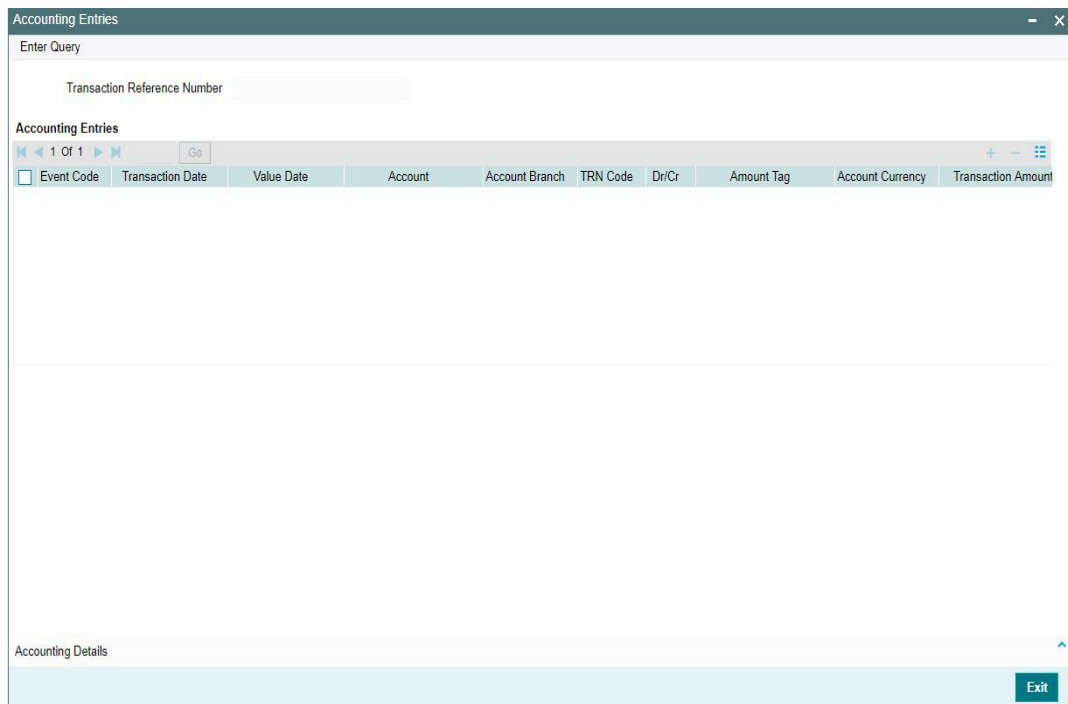 Accounting Entries
Enter Query
Transaction Reference Number
Accounting Entries
1 Of 1 Go
Event Code Transaction Date Value Date Account Account Branch TRN Code Dr/Cr Amount Tag Account Currency Transaction Amount
Accounting Details
Exit